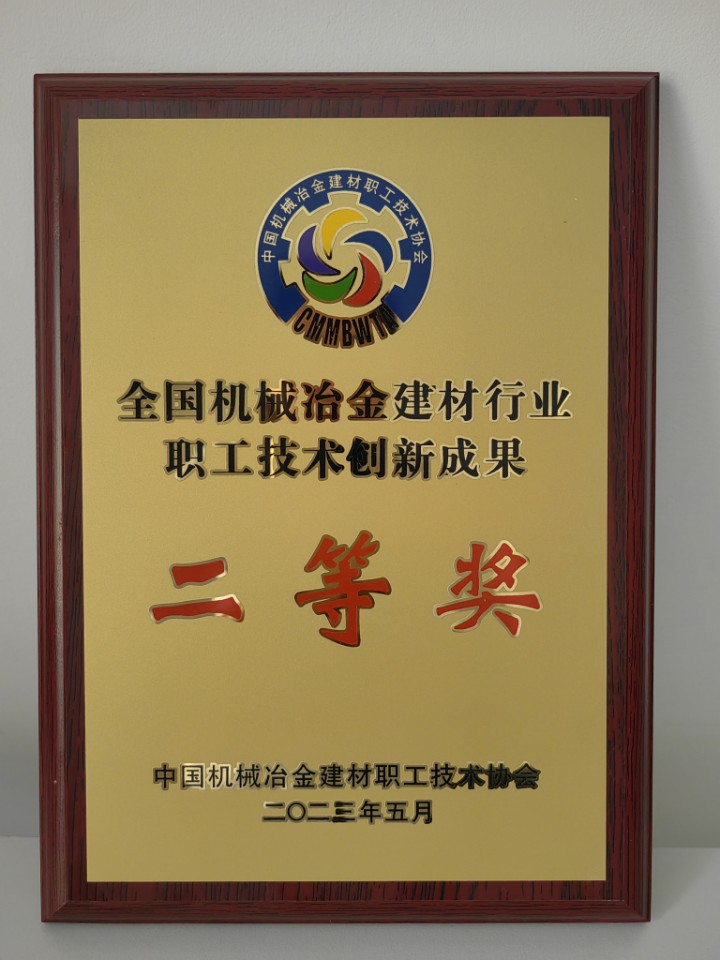 中国机械冶金建材职工技术协会
CMMBWTA
全国机械冶金建材行业
职工技术创新成果
二等奖
中国机械冶金建材职工技术协会
二〇二三年五月